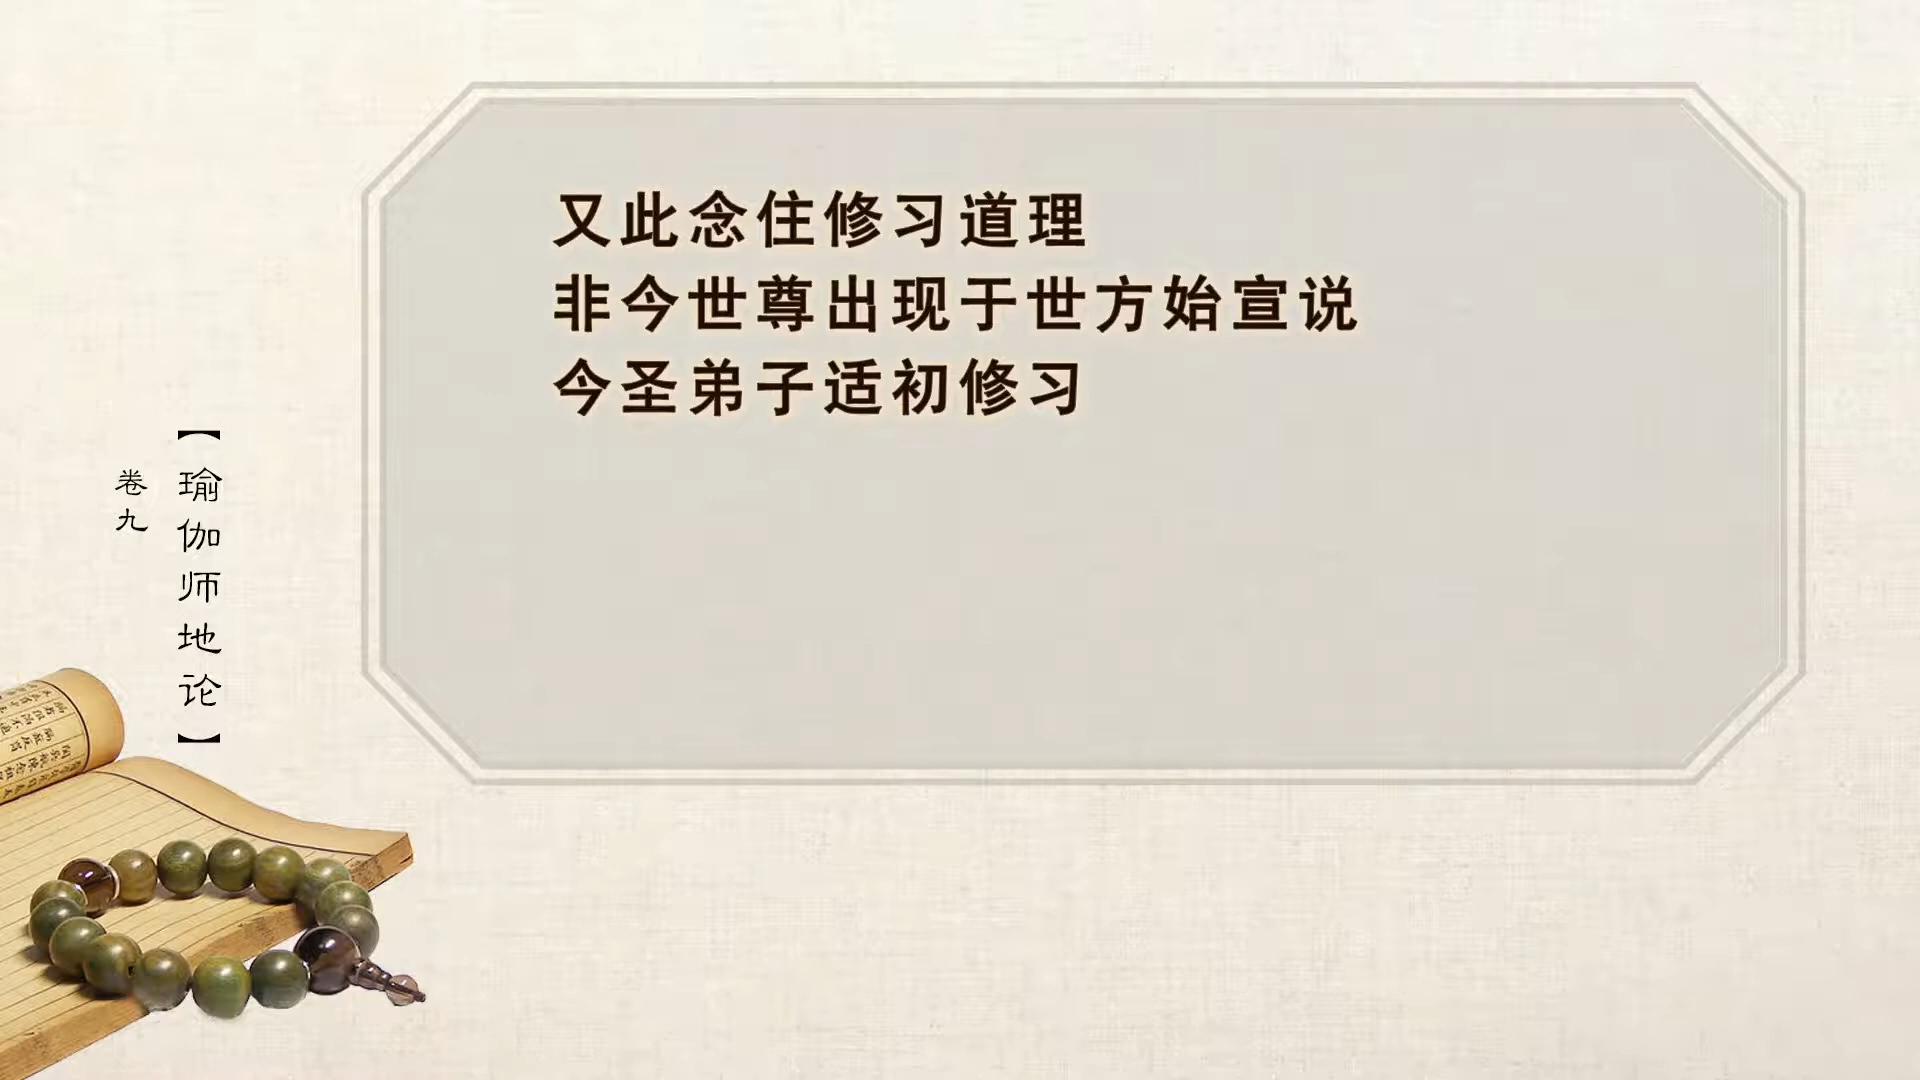 又此念住修习道理
非今世尊出现于世方始宣说
今圣弟子适初修习
【瑜伽师地论】
卷九